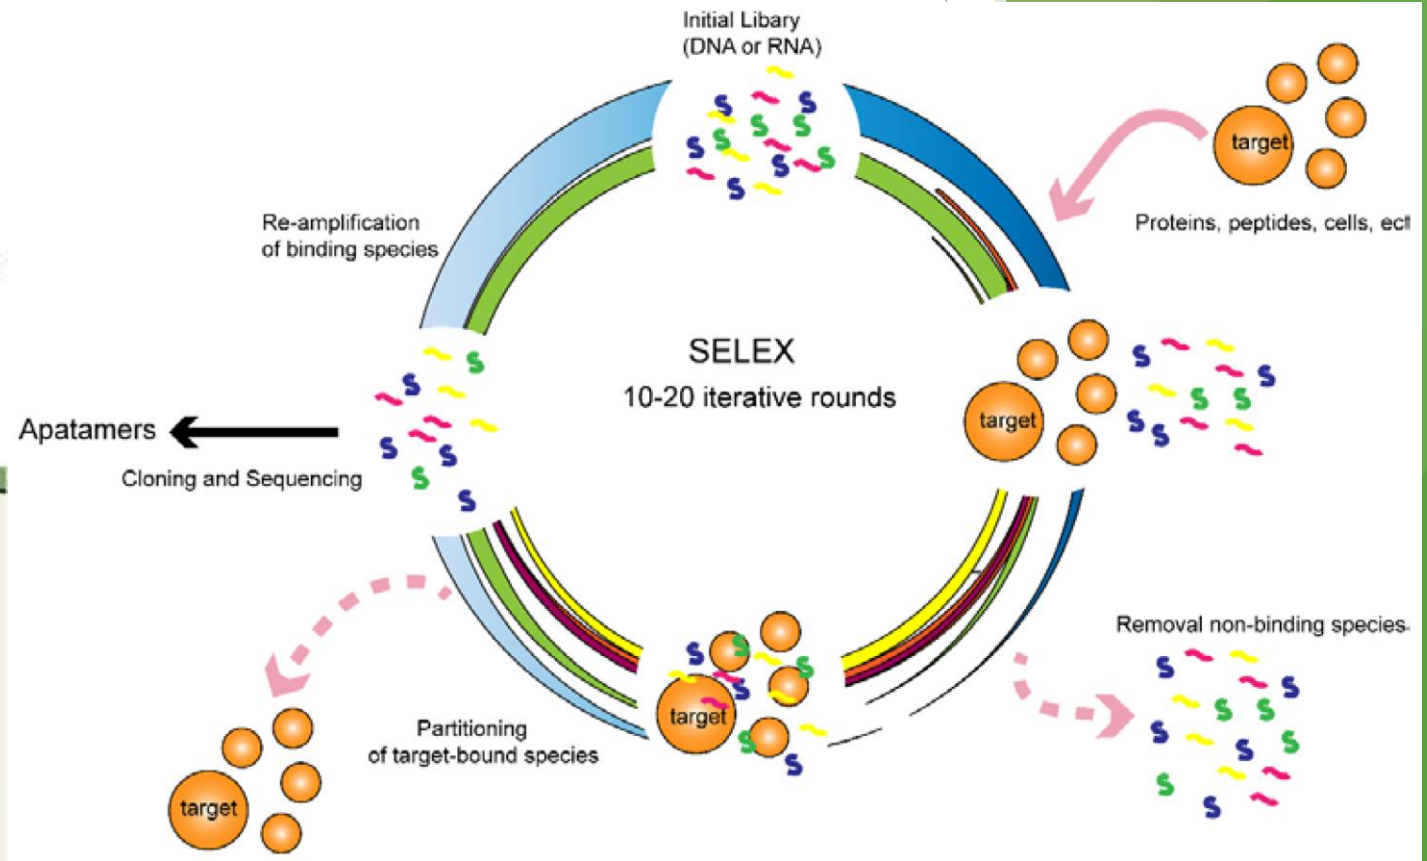 Initial Libary
(DNA or RNA)
target
Proteins, peptides, cells, ect
Re-amplification
of binding species
SELEX
10-20 iterative rounds
target
Apatamers
Cloning and Sequencing
Removal non-binding species
target
Partitioning
of target-bound species
target